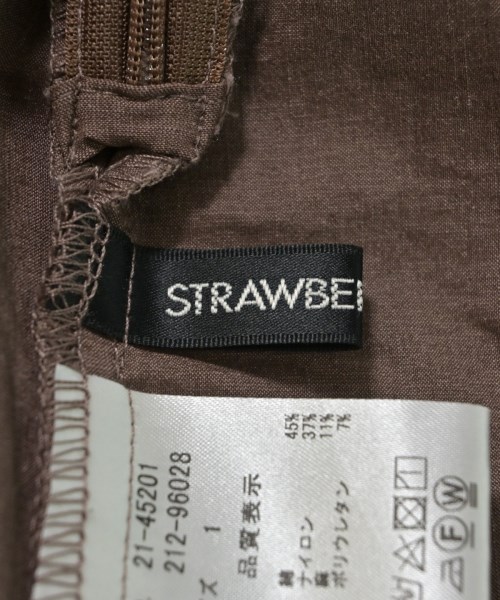 STRAWBE
21-45201
212-96028
ズ 1
品質表示
綿 45%
ナイロン 37%
麻 11%
ポリウレタン 7%